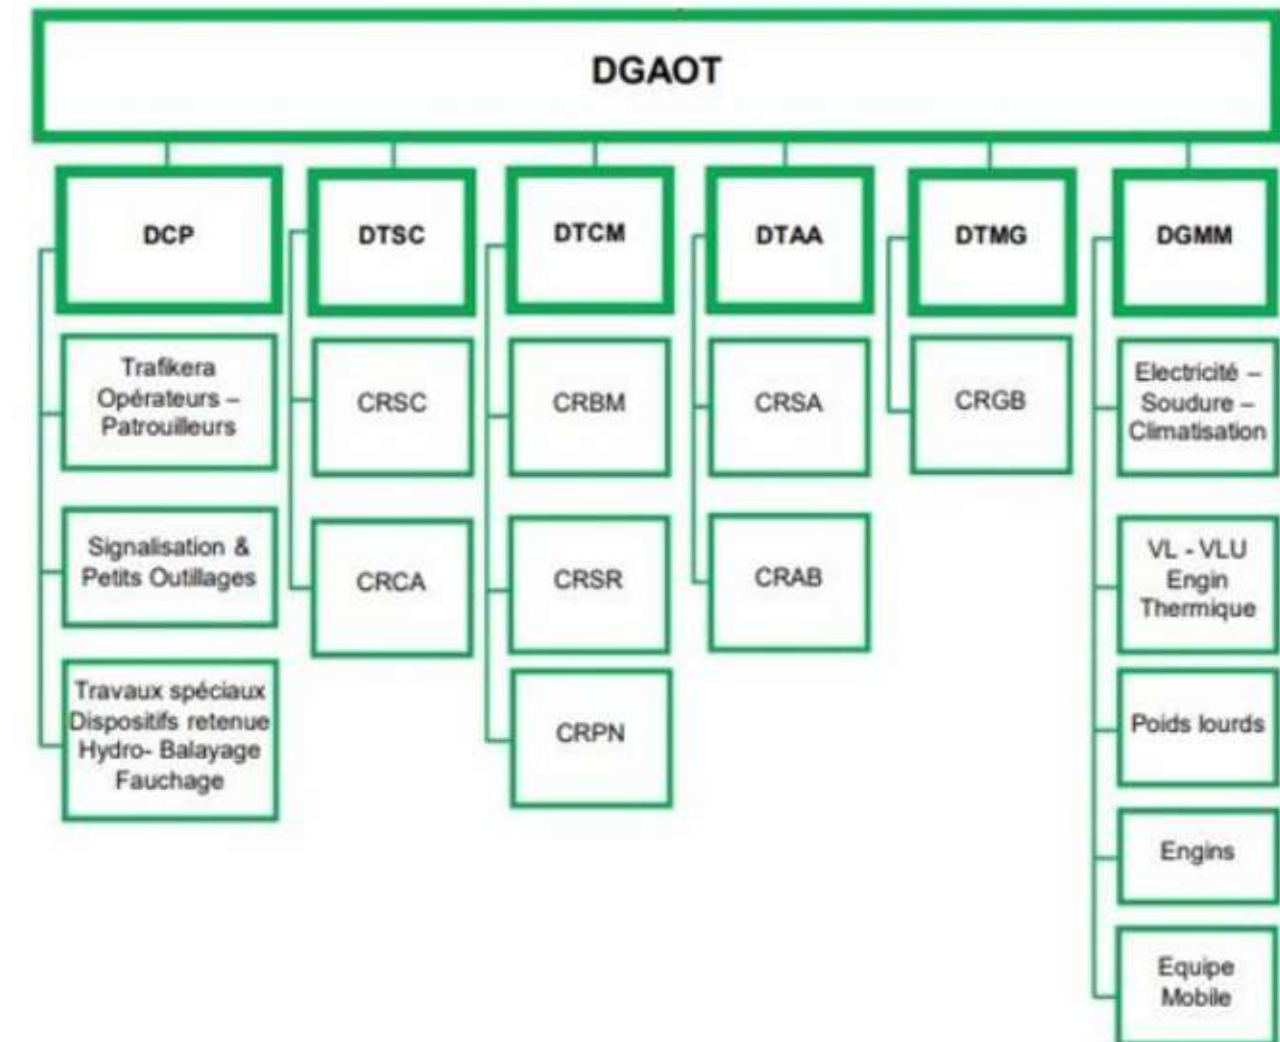 DGAOT
DCP
DTSC
DTCM
DTAA
DTMG
DGMM
Trafikera
Opérateurs –
Patrouilleurs
Signalisation &
Petits Outillages
Travaux spéciaux
Dispositifs retenue
Hydro- Balayage
Fauchage
CRSC
CRCA
CRBM
CRSR
CRPN
CRSA
CRAB
CRGB
Electricité –
Soudure –
Climatisation
VL - VLU
Engin
Thermique
Poids lourds
Engins
Equipe
Mobile